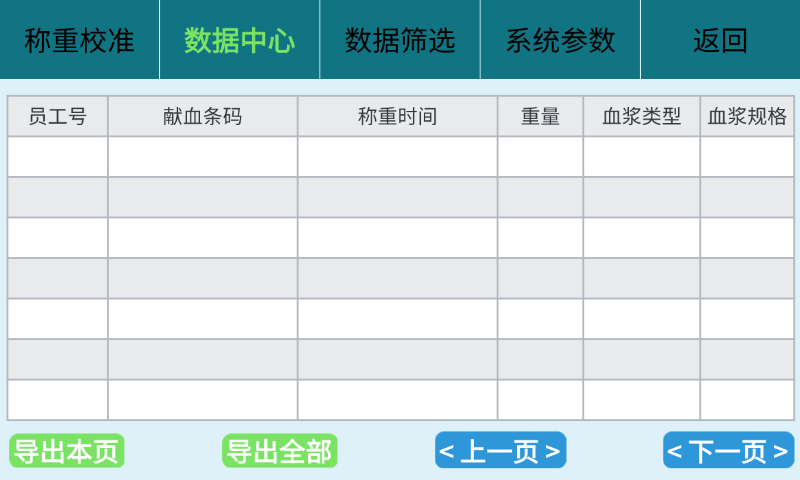 称重校准 数据中心 数据筛选 系统参数 返回
员工号 献血条码 称重时间 重量 血浆类型 血浆规格
导出本页 导出全部 < 上一页 > < 下一页 >